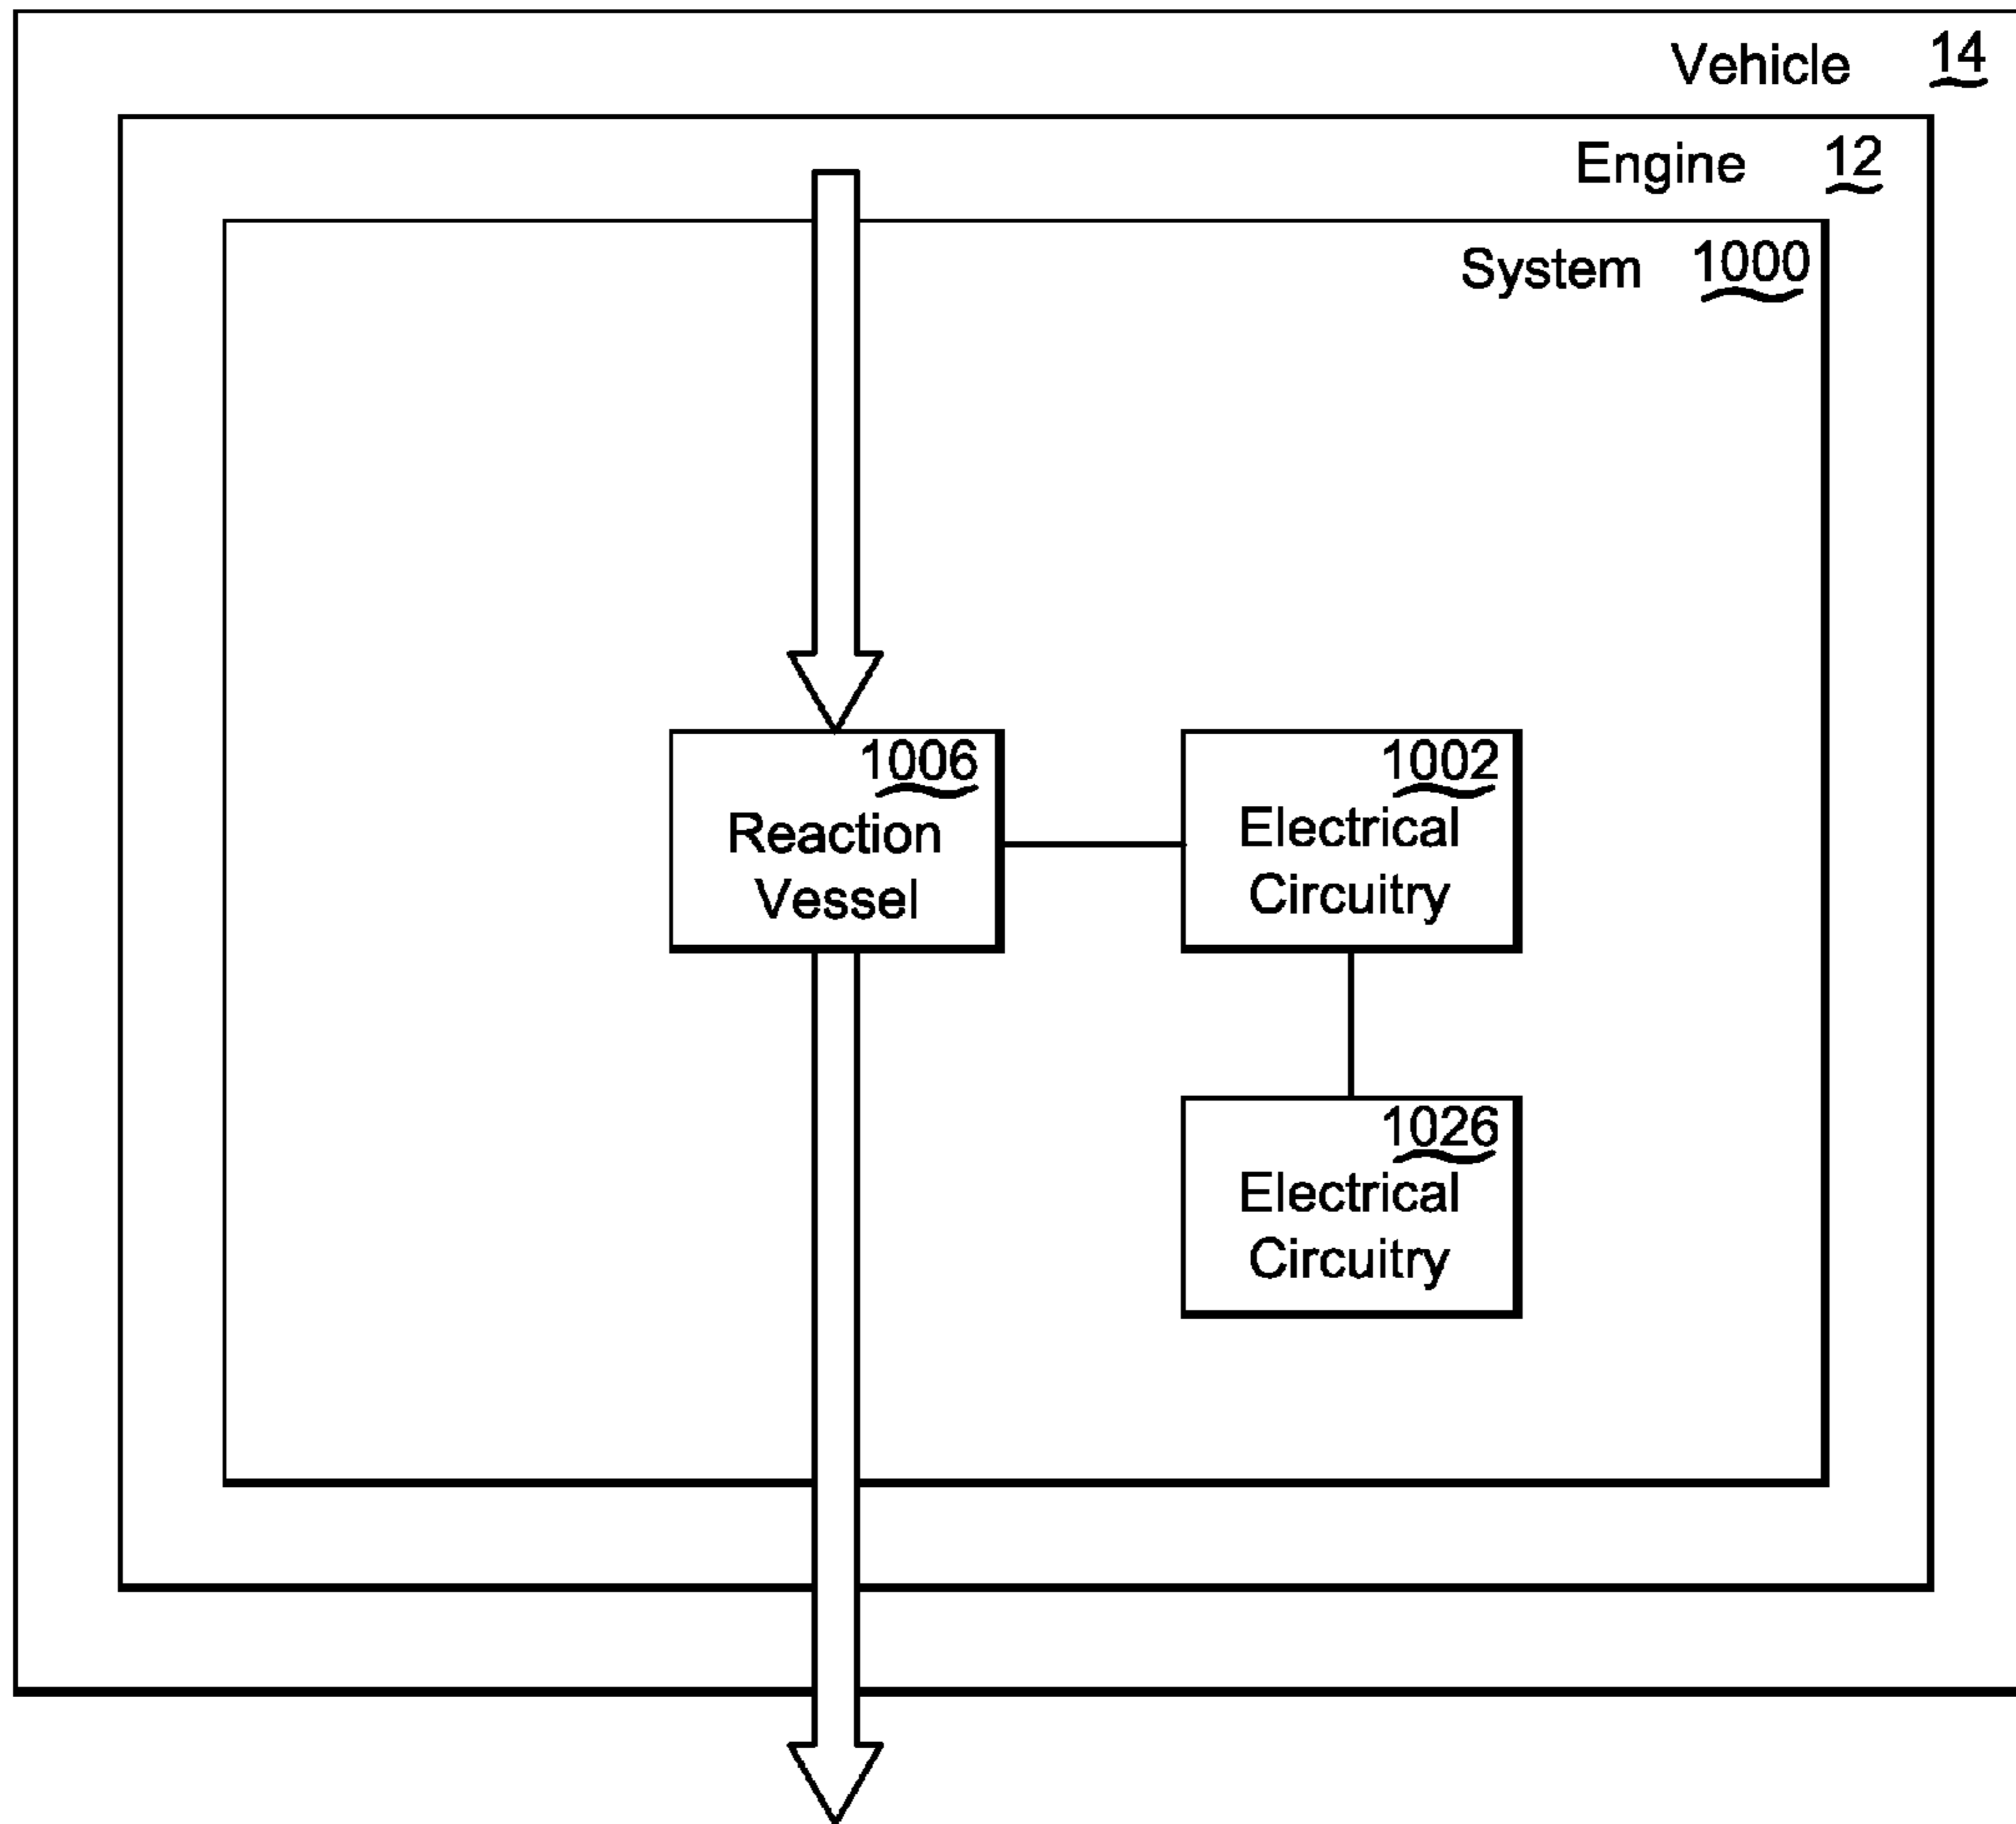 Vehicle 14
Engine 12
System 1000
1006
Reaction
Vessel
1002
Electrical
Circuitry
1026
Electrical
Circuitry